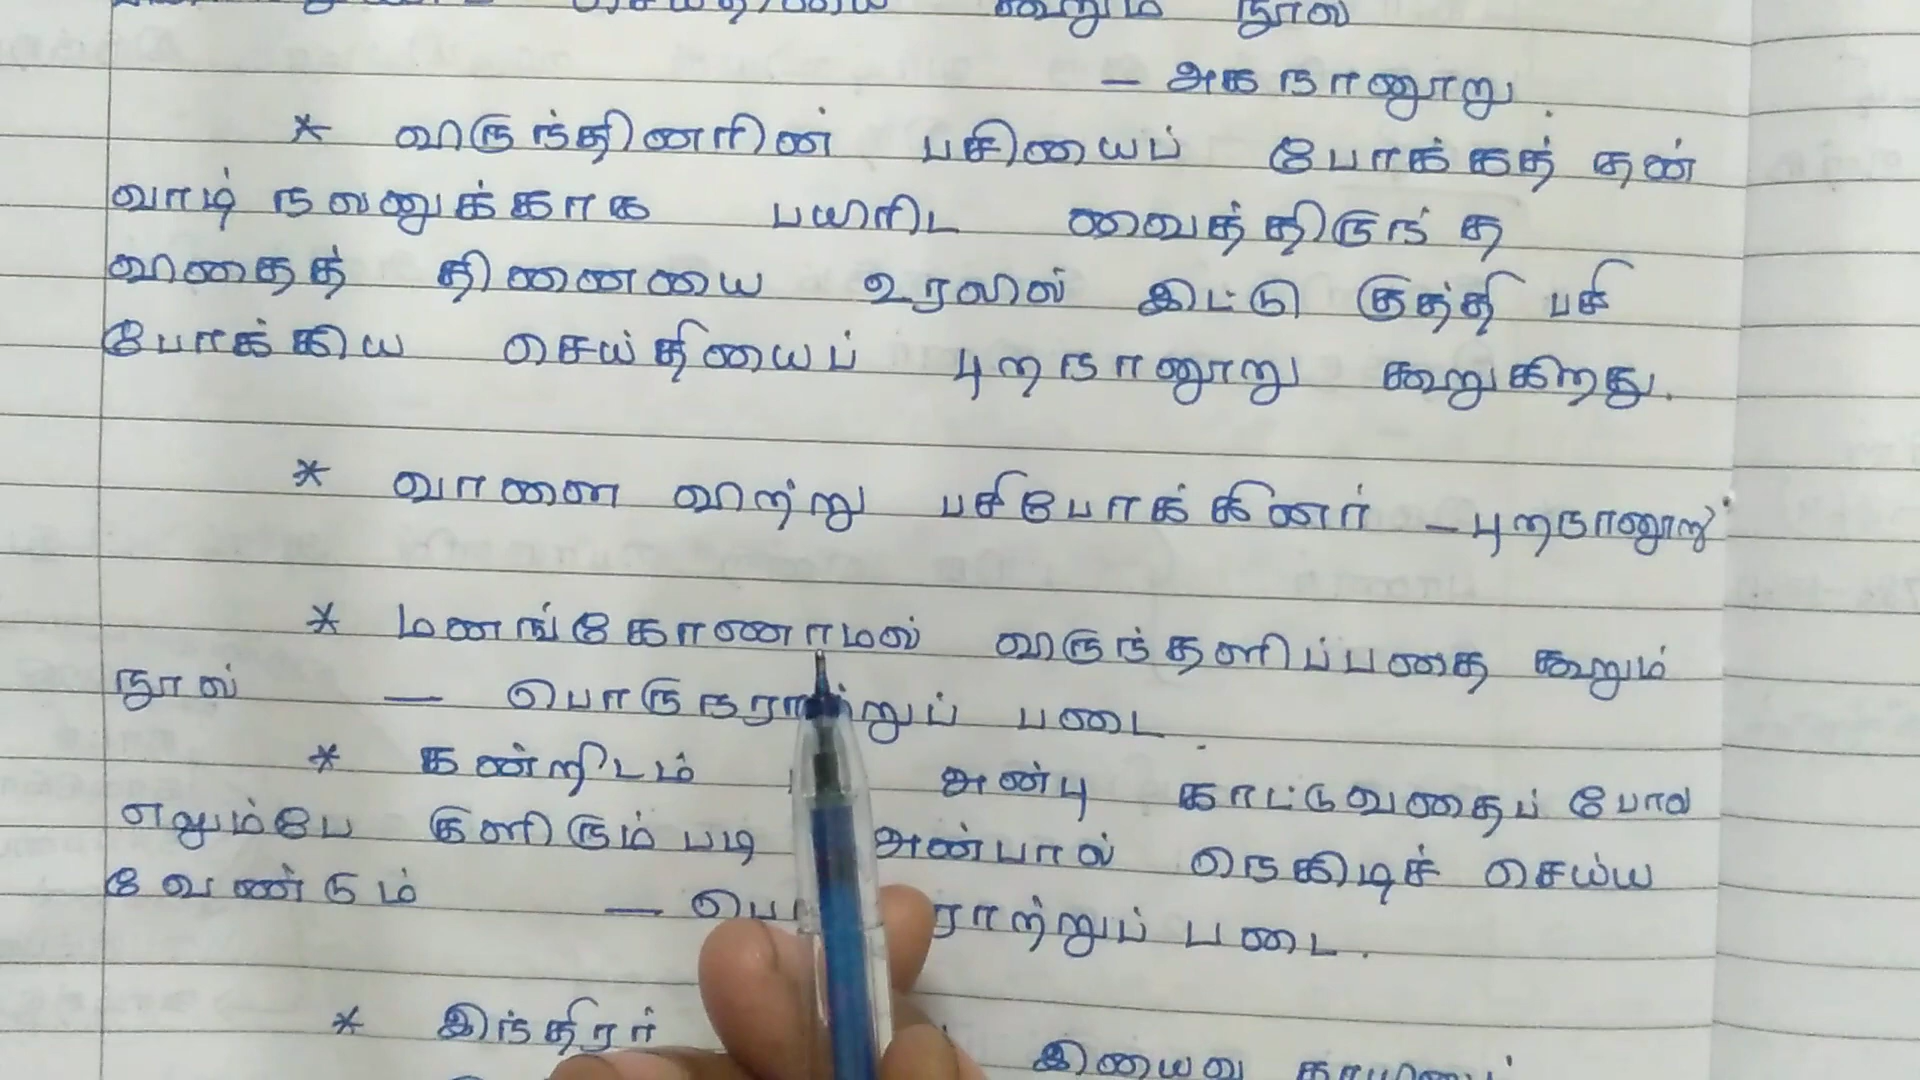 கூறும் நூல்
– அகநானூறு.
* விருந்தினரின் பசியைப் போக்கத் தன்
வாழ் நலனுக்காக பயிரிட வைத்திருந்த
விதைத் தினையை உரலில் இட்டு குத்தி பசி
போக்கிய செய்தியைப் புறநானூறு கூறுகிறது.
* வாளை விற்று பசிபோக்கினர் – புறநானூறு
* மனங்கோணாமல் விருந்தளிப்பதை கூறும்
நூல் – பொருநராற்றுப் படை.
* கன்றிடம் அன்பு காட்டுவதைப் போல
எலும்பே குளிரும் படி அன்பால் நெகிழச் செய்ய
வேண்டும் – ராற்றுப் படை.
* இந்திரர்